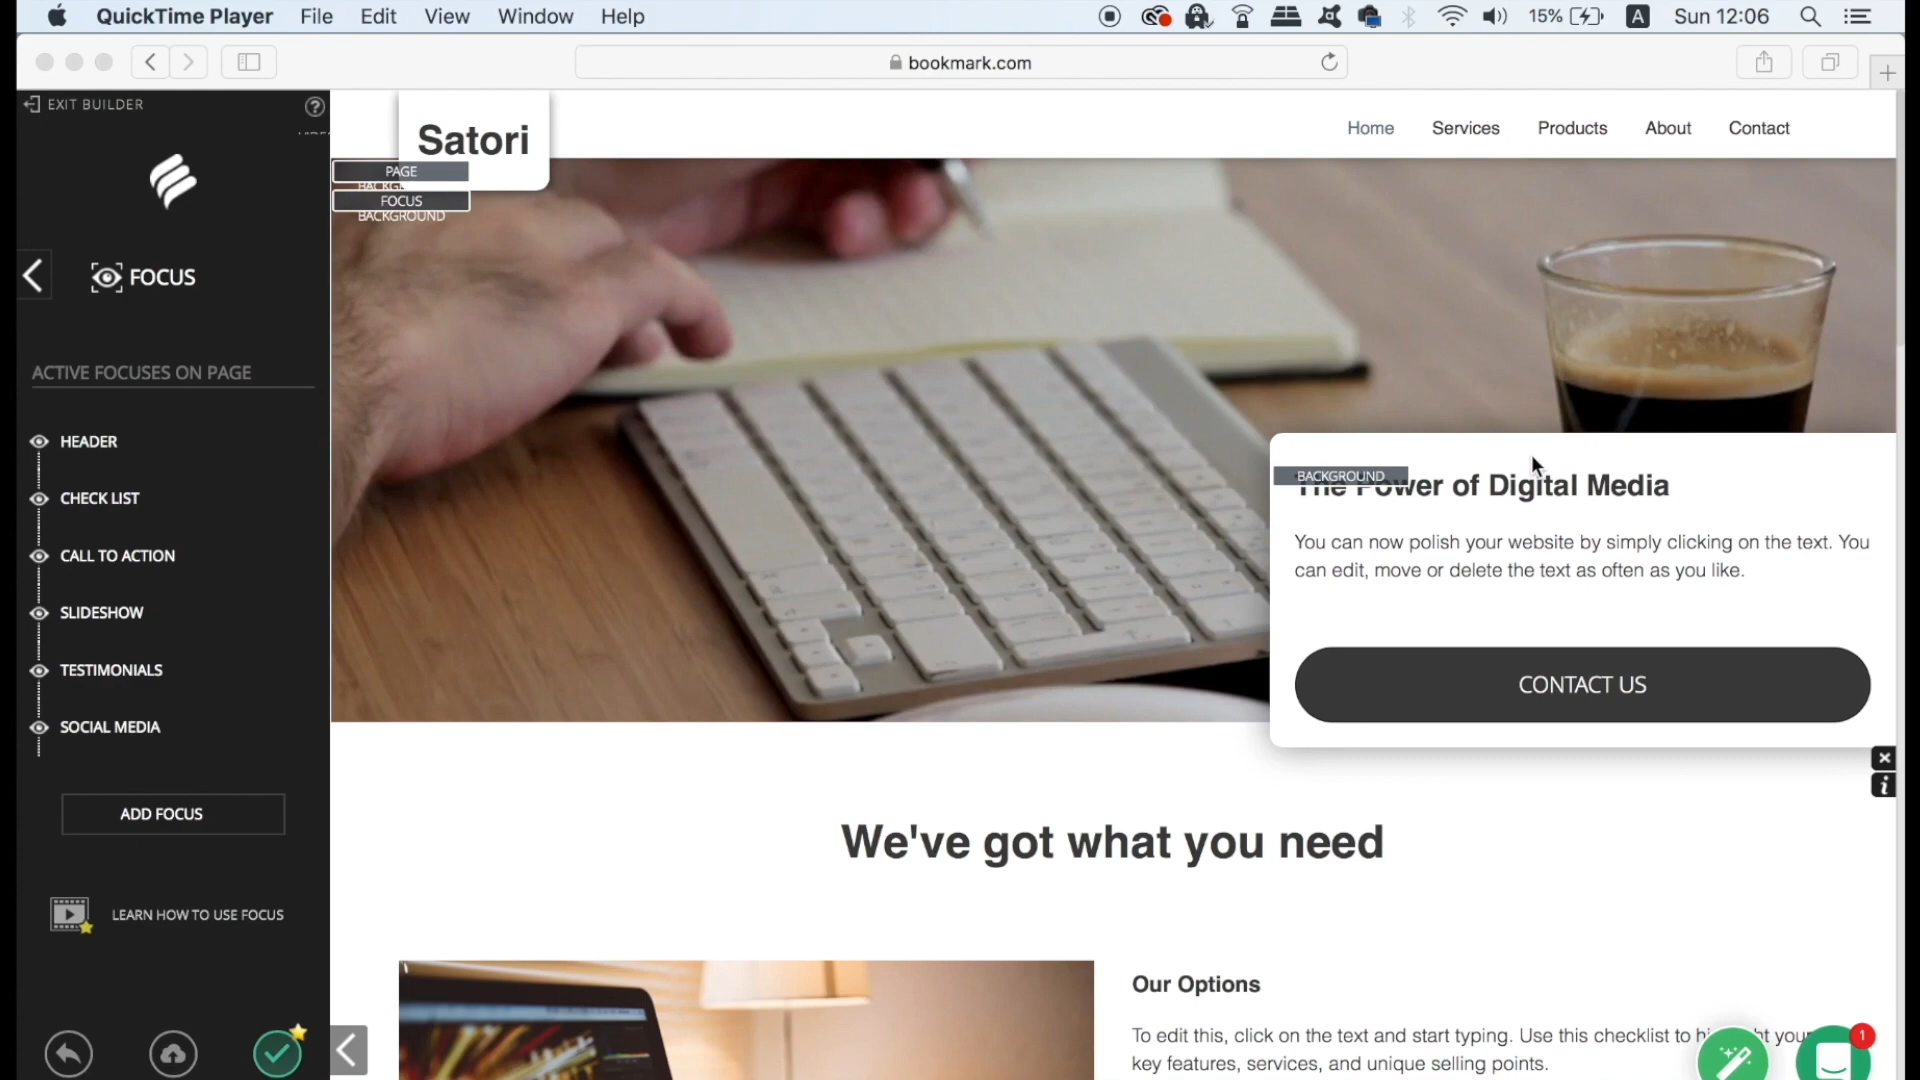 QuickTime Player File Edit View Window Help 15% A Sun 12:06
bookmark.com
EXIT BUILDER
Satori
Home Services Products About Contact
PAGE
FOCUS
BACKGROUND
FOCUS
ACTIVE FOCUSES ON PAGE
HEADER
CHECK LIST
CALL TO ACTION
SLIDESHOW
TESTIMONIALS
SOCIAL MEDIA
ADD FOCUS
LEARN HOW TO USE FOCUS
BACKGROUND
The Power of Digital Media
You can now polish your website by simply clicking on the text. You
can edit, move or delete the text as often as you like.
CONTACT US
We've got what you need
Our Options
To edit this, click on the text and start typing. Use this checklist to your
key features, services, and unique selling points.
1